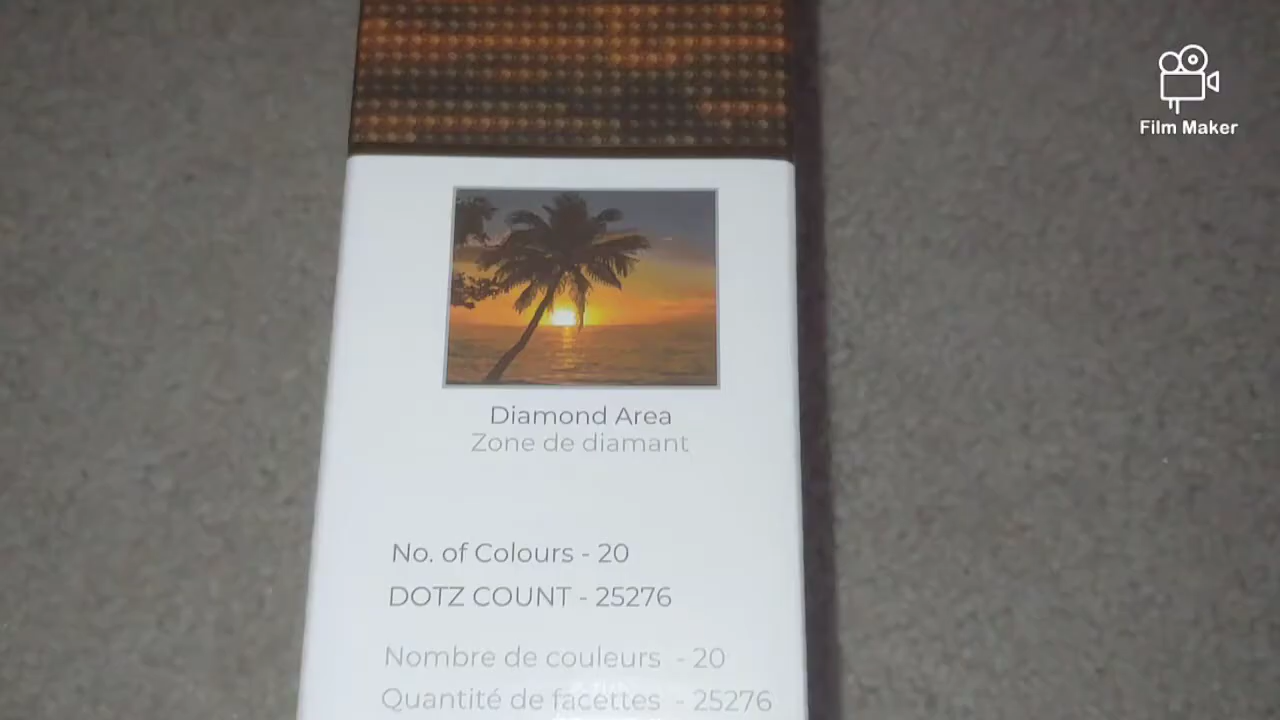 Film Maker
Diamond Area
Zone de diamant
No. of Colours - 20
DOTZ COUNT - 25276
Nombre de couleurs - 20
Quantité de facettes - 25276